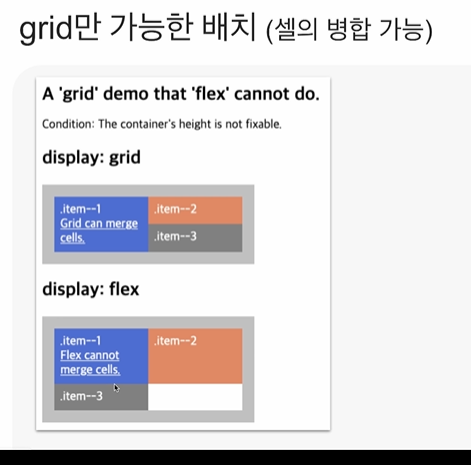 grid만 가능한 배치 (셀의 병합 가능)
A 'grid' demo that 'flex' cannot do.
Condition: The container's height is not fixable.
display: grid
.item--1
Grid can merge
cells.
.item--2
.item--3
display: flex
.item--1
Flex cannot
merge cells.
.item--2
.item--3